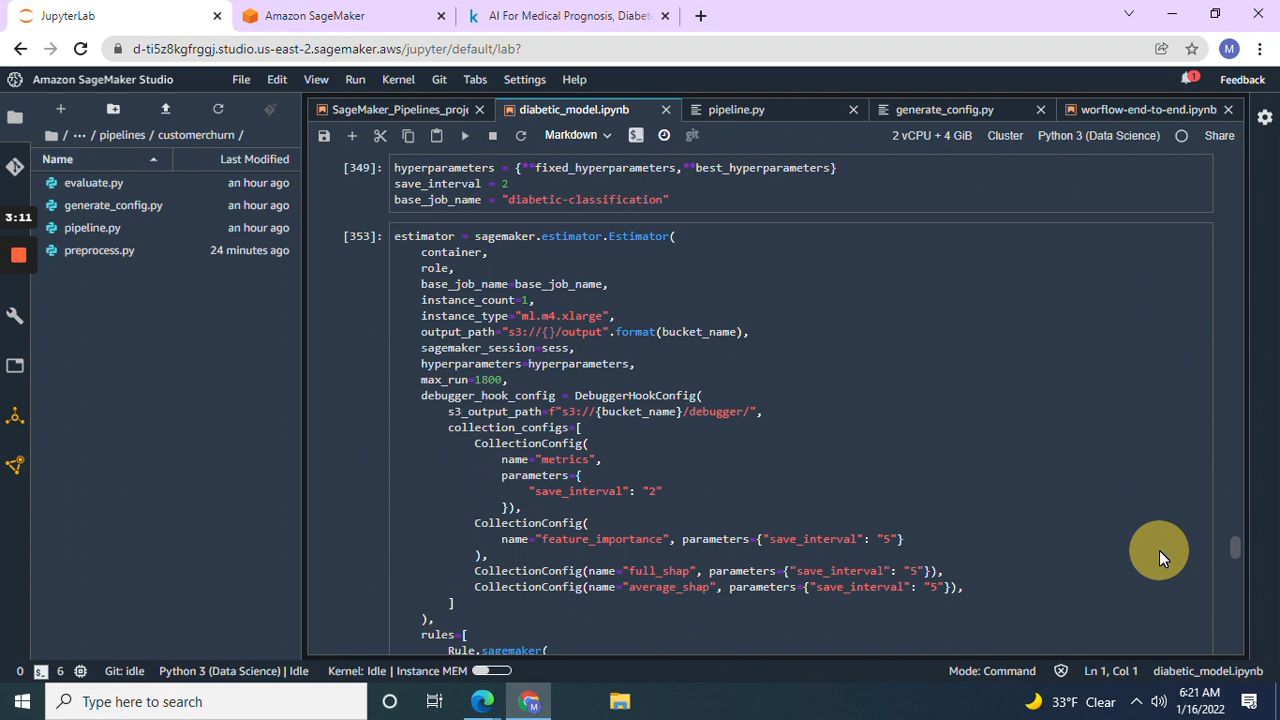 JupyterLab
Amazon SageMaker
AI For Medical Prognosis, Diabet
d-ti5z8kgfrggj.studio.us-east-2.sagemaker.aws/jupyter/default/lab?
M
Amazon SageMaker Studio
File Edit View Run Kernel Git Tabs Settings Help
1
Feedback
SageMaker_Pipelines_proje
diabetic_model.ipynb
pipeline.py
generate_config.py
worflow-end-to-end.ipynb
/ ··· / pipelines / customerchurn /
Markdown
git
2 vCPU + 4 GiB Cluster Python 3 (Data Science) Share
Name Last Modified
evaluate.py an hour ago
generate_config.py an hour ago
pipeline.py an hour ago
preprocess.py 24 minutes ago
3:11
[349]: hyperparameters = {**fixed_hyperparameters,**best_hyperparameters}
save_interval = 2
base_job_name = "diabetic-classification"
[353]: estimator = sagemaker.estimator.Estimator(
container,
role,
base_job_name=base_job_name,
instance_count=1,
instance_type="ml.m4.xlarge",
output_path="s3://{}/output".format(bucket_name),
sagemaker_session=sess,
hyperparameters=hyperparameters,
max_run=1800,
debugger_hook_config = DebuggerHookConfig(
s3_output_path=f"s3://{bucket_name}/debugger/",
collection_configs=[
CollectionConfig(
name="metrics",
parameters={
"save_interval": "2"
}),
CollectionConfig(
name="feature_importance", parameters={"save_interval": "5"}
),
CollectionConfig(name="full_shap", parameters={"save_interval": "5"}),
CollectionConfig(name="average_shap", parameters={"save_interval": "5"}),
]
),
rules=[
Rule.sagemaker(
0 6 Git: idle Python 3 (Data Science) | Idle Kernel: Idle | Instance MEM
Mode: Command Ln 1, Col 1 diabetic_model.ipynb
Type here to search
M
33°F Clear
6:21 AM
1/16/2022